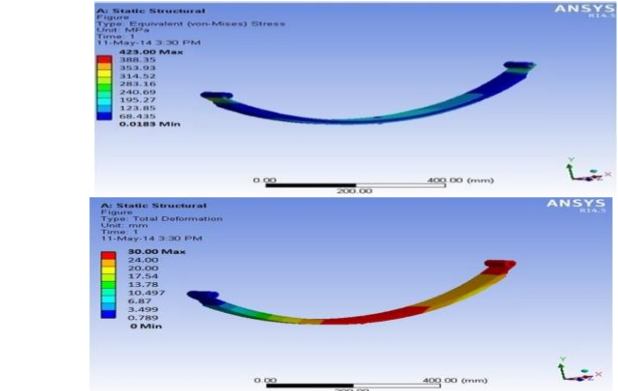 A: Static Structural
Figure
Type: Equivalent (von-Mises) Stress
Unit: MPa
Time: 1
11-May-14 3:30 PM
423.00 Max
388.35
353.93
314.52
283.16
240.69
195.27
123.85
68.435
0.0183 Min
ANSYS
R14.5
0.00
400.00 (mm)
200.00
Y
X
A: Static Structural
Figure
Type: Total Deformation
Unit: mm
Time: 1
11-May-14 3:30 PM
30.00 Max
24.00
20.00
17.54
13.78
10.497
6.87
3.499
0.789
0 Min
ANSYS
R14.5
0.00
400.00 (mm)
200.00
Y
X